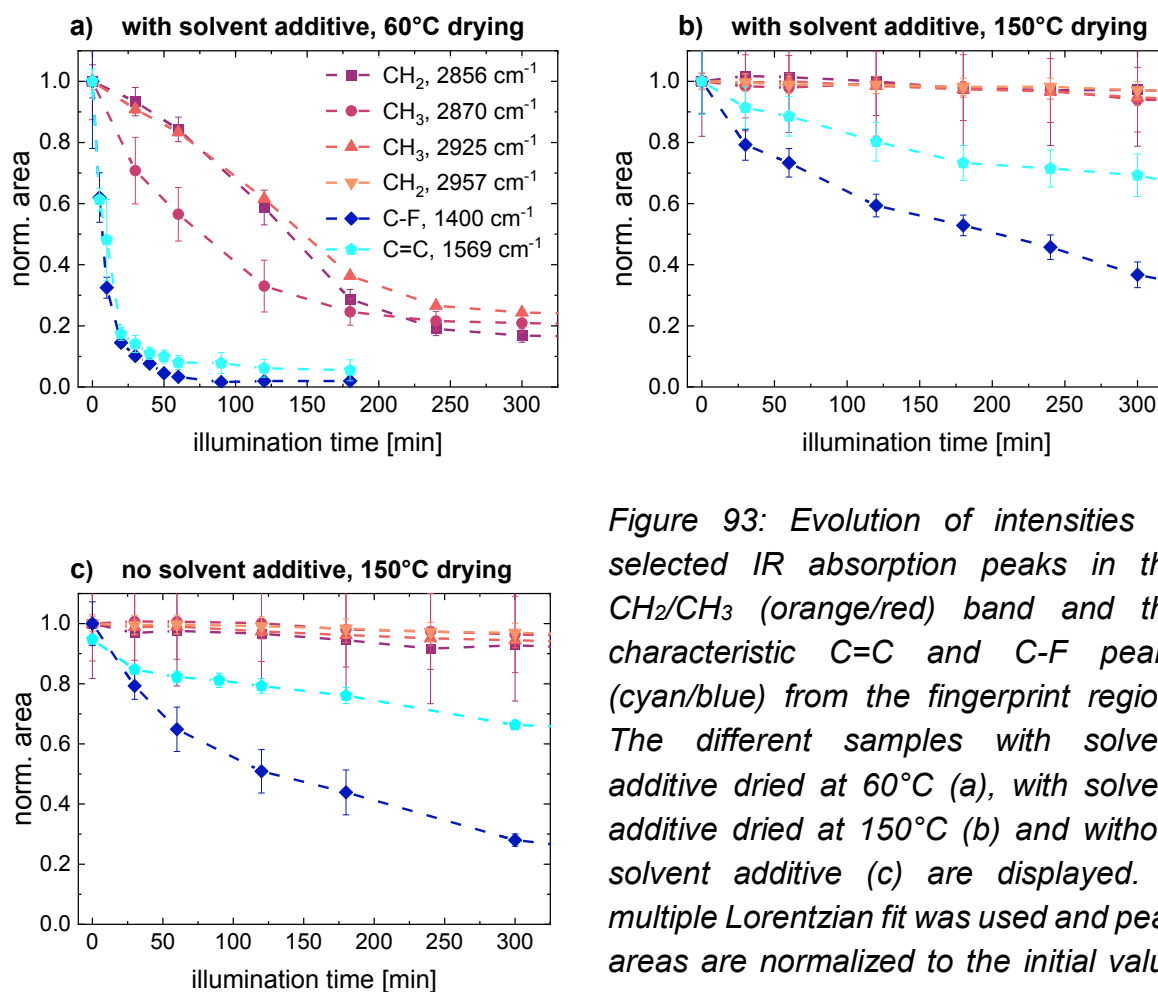 a) with solvent additive, 60°C drying
norm. area
1.0
0.8
0.6
0.4
0.2
0.0
CH2, 2856 cm-1
CH3, 2870 cm-1
CH3, 2925 cm-1
CH2, 2957 cm-1
C-F, 1400 cm-1
C=C, 1569 cm-1
0 50 100 150 200 250 300
illumination time [min]
b) with solvent additive, 150°C drying
norm. area
1.0
0.8
0.6
0.4
0.2
0.0
0 50 100 150 200 250 300
illumination time [min]
c) no solvent additive, 150°C drying
norm. area
1.0
0.8
0.6
0.4
0.2
0.0
0 50 100 150 200 250 300
illumination time [min]
Figure 93: Evolution of intensities
selected IR absorption peaks in th
CH2/CH3 (orange/red) band and th
characteristic C=C and C-F pea
(cyan/blue) from the fingerprint regio
The different samples with solve
additive dried at 60°C (a), with solve
additive dried at 150°C (b) and witho
solvent additive (c) are displayed.
multiple Lorentzian fit was used and pea
areas are normalized to the initial valu